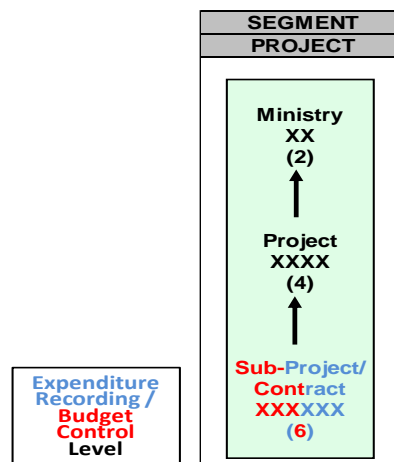 SEGMENT
PROJECT
Ministry
XX
(2)
Project
XXXX
(4)
Sub-Project/
Contract
XXXXXX
(6)
Expenditure
Recording /
Budget
Control
Level